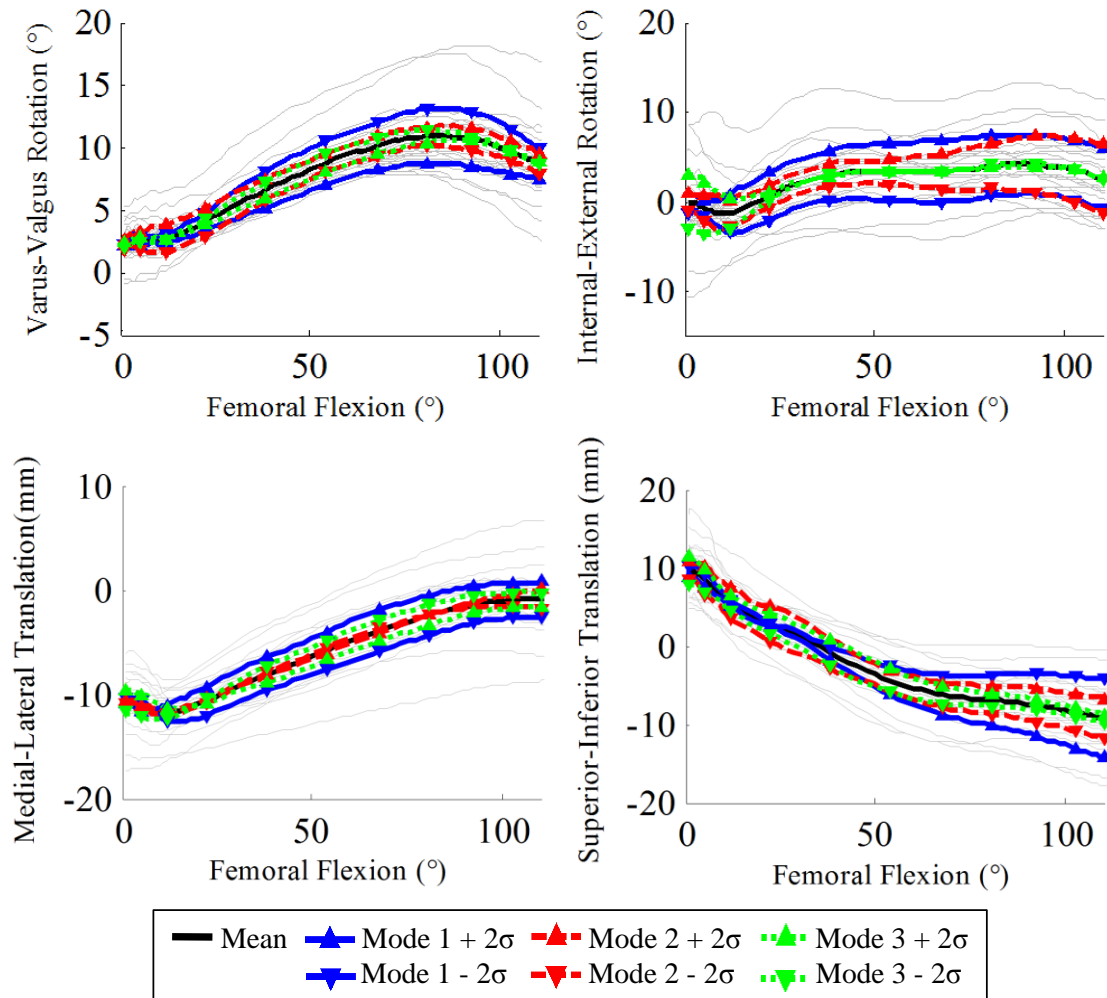 Varus-Valgus Rotation (°)
20
15
10
5
0
-5
0
50
100
Femoral Flexion (°)
Internal-External Rotation (°)
20
10
0
-10
0
50
100
Femoral Flexion (°)
Medial-Lateral Translation(mm)
10
0
-10
-20
0
50
100
Femoral Flexion (°)
Superior-Inferior Translation (mm)
20
10
0
-10
-20
0
50
100
Femoral Flexion (°)
Mean
Mode 1 + 2σ
Mode 2 + 2σ
Mode 3 + 2σ
Mode 1 - 2σ
Mode 2 - 2σ
Mode 3 - 2σ